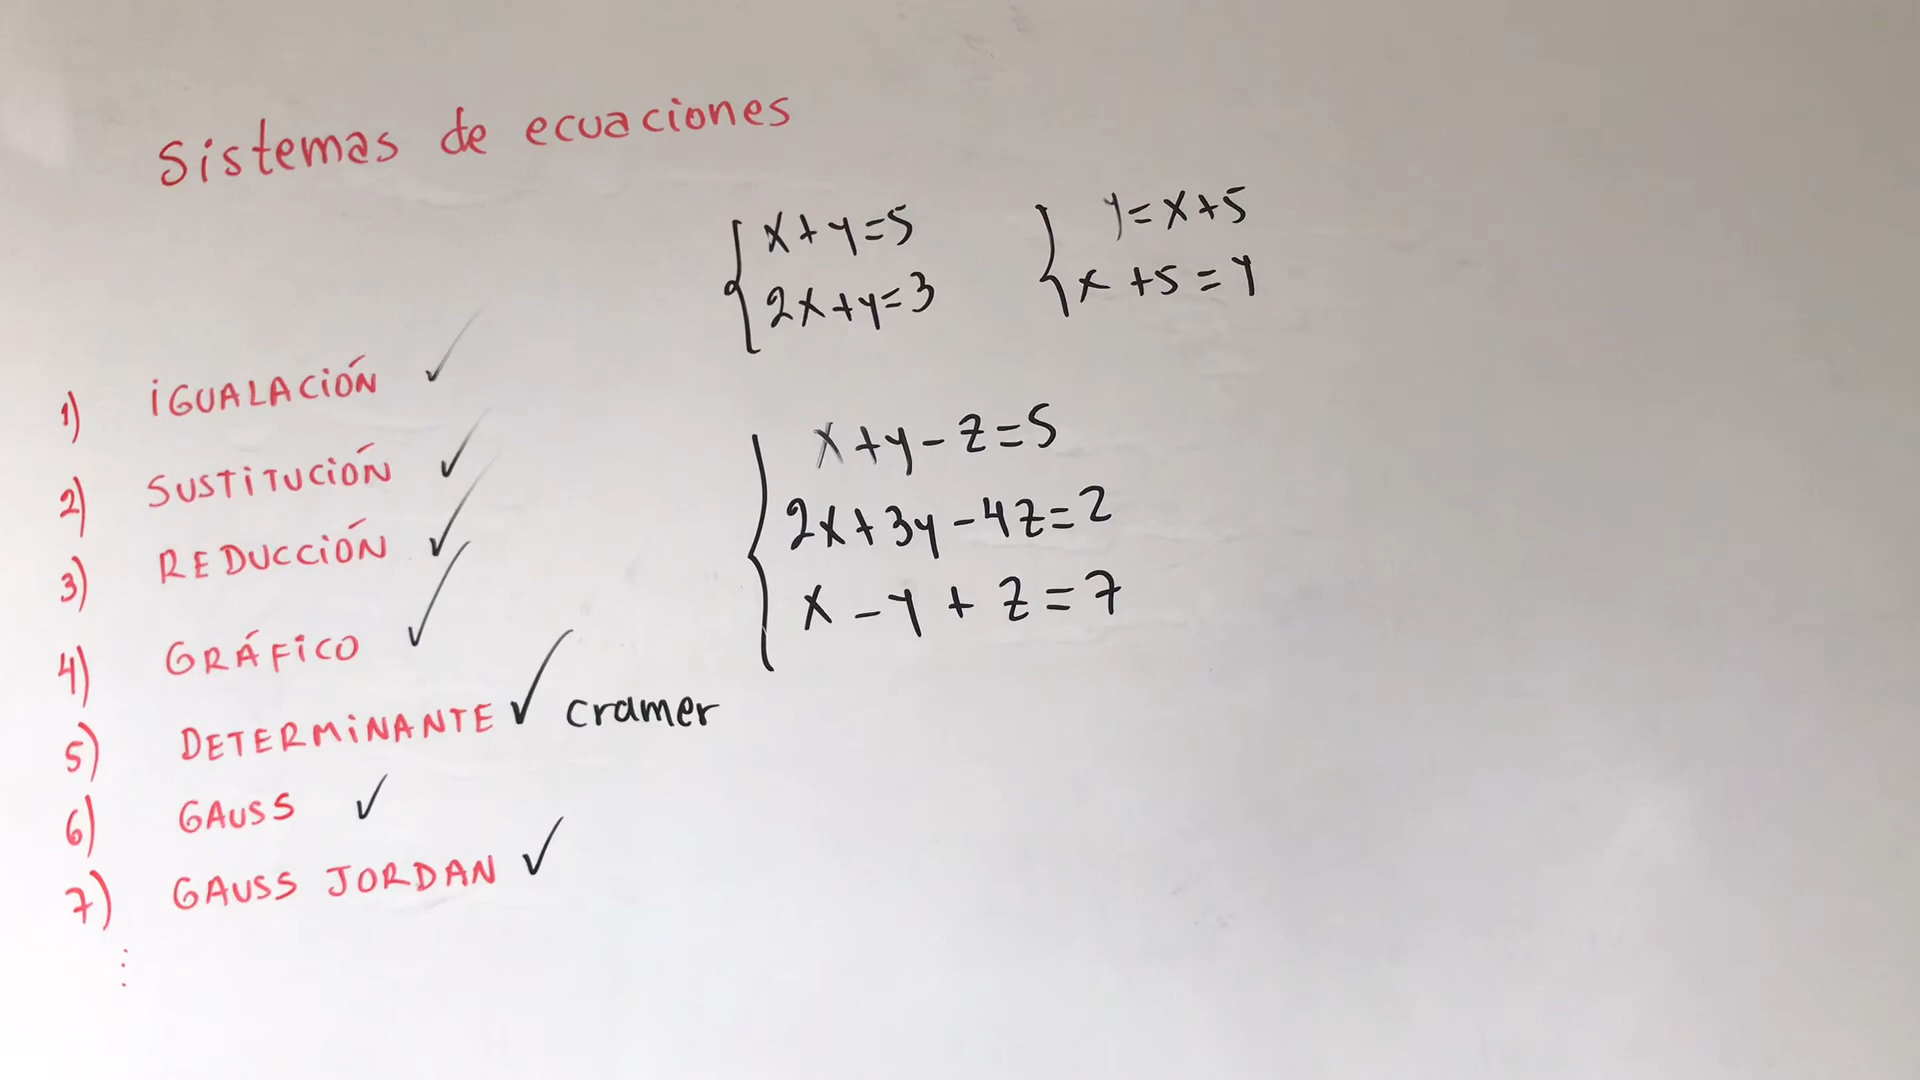 Sistemas de ecuaciones
x+y=5
2x+y=3
y=x+5
x+5=y
1) iGUALACiÓN ✓
2) SUSTiTUCiÓN ✓
3) REDUCCiÓN ✓
4) GRÁFiCO ✓
5) DETERMiNANTE ✓ cramer
6) GAUSS ✓
7) GAUSS JORDAN ✓
⋮
x+y-z=5
2x+3y-4z=2
x-y+z=7